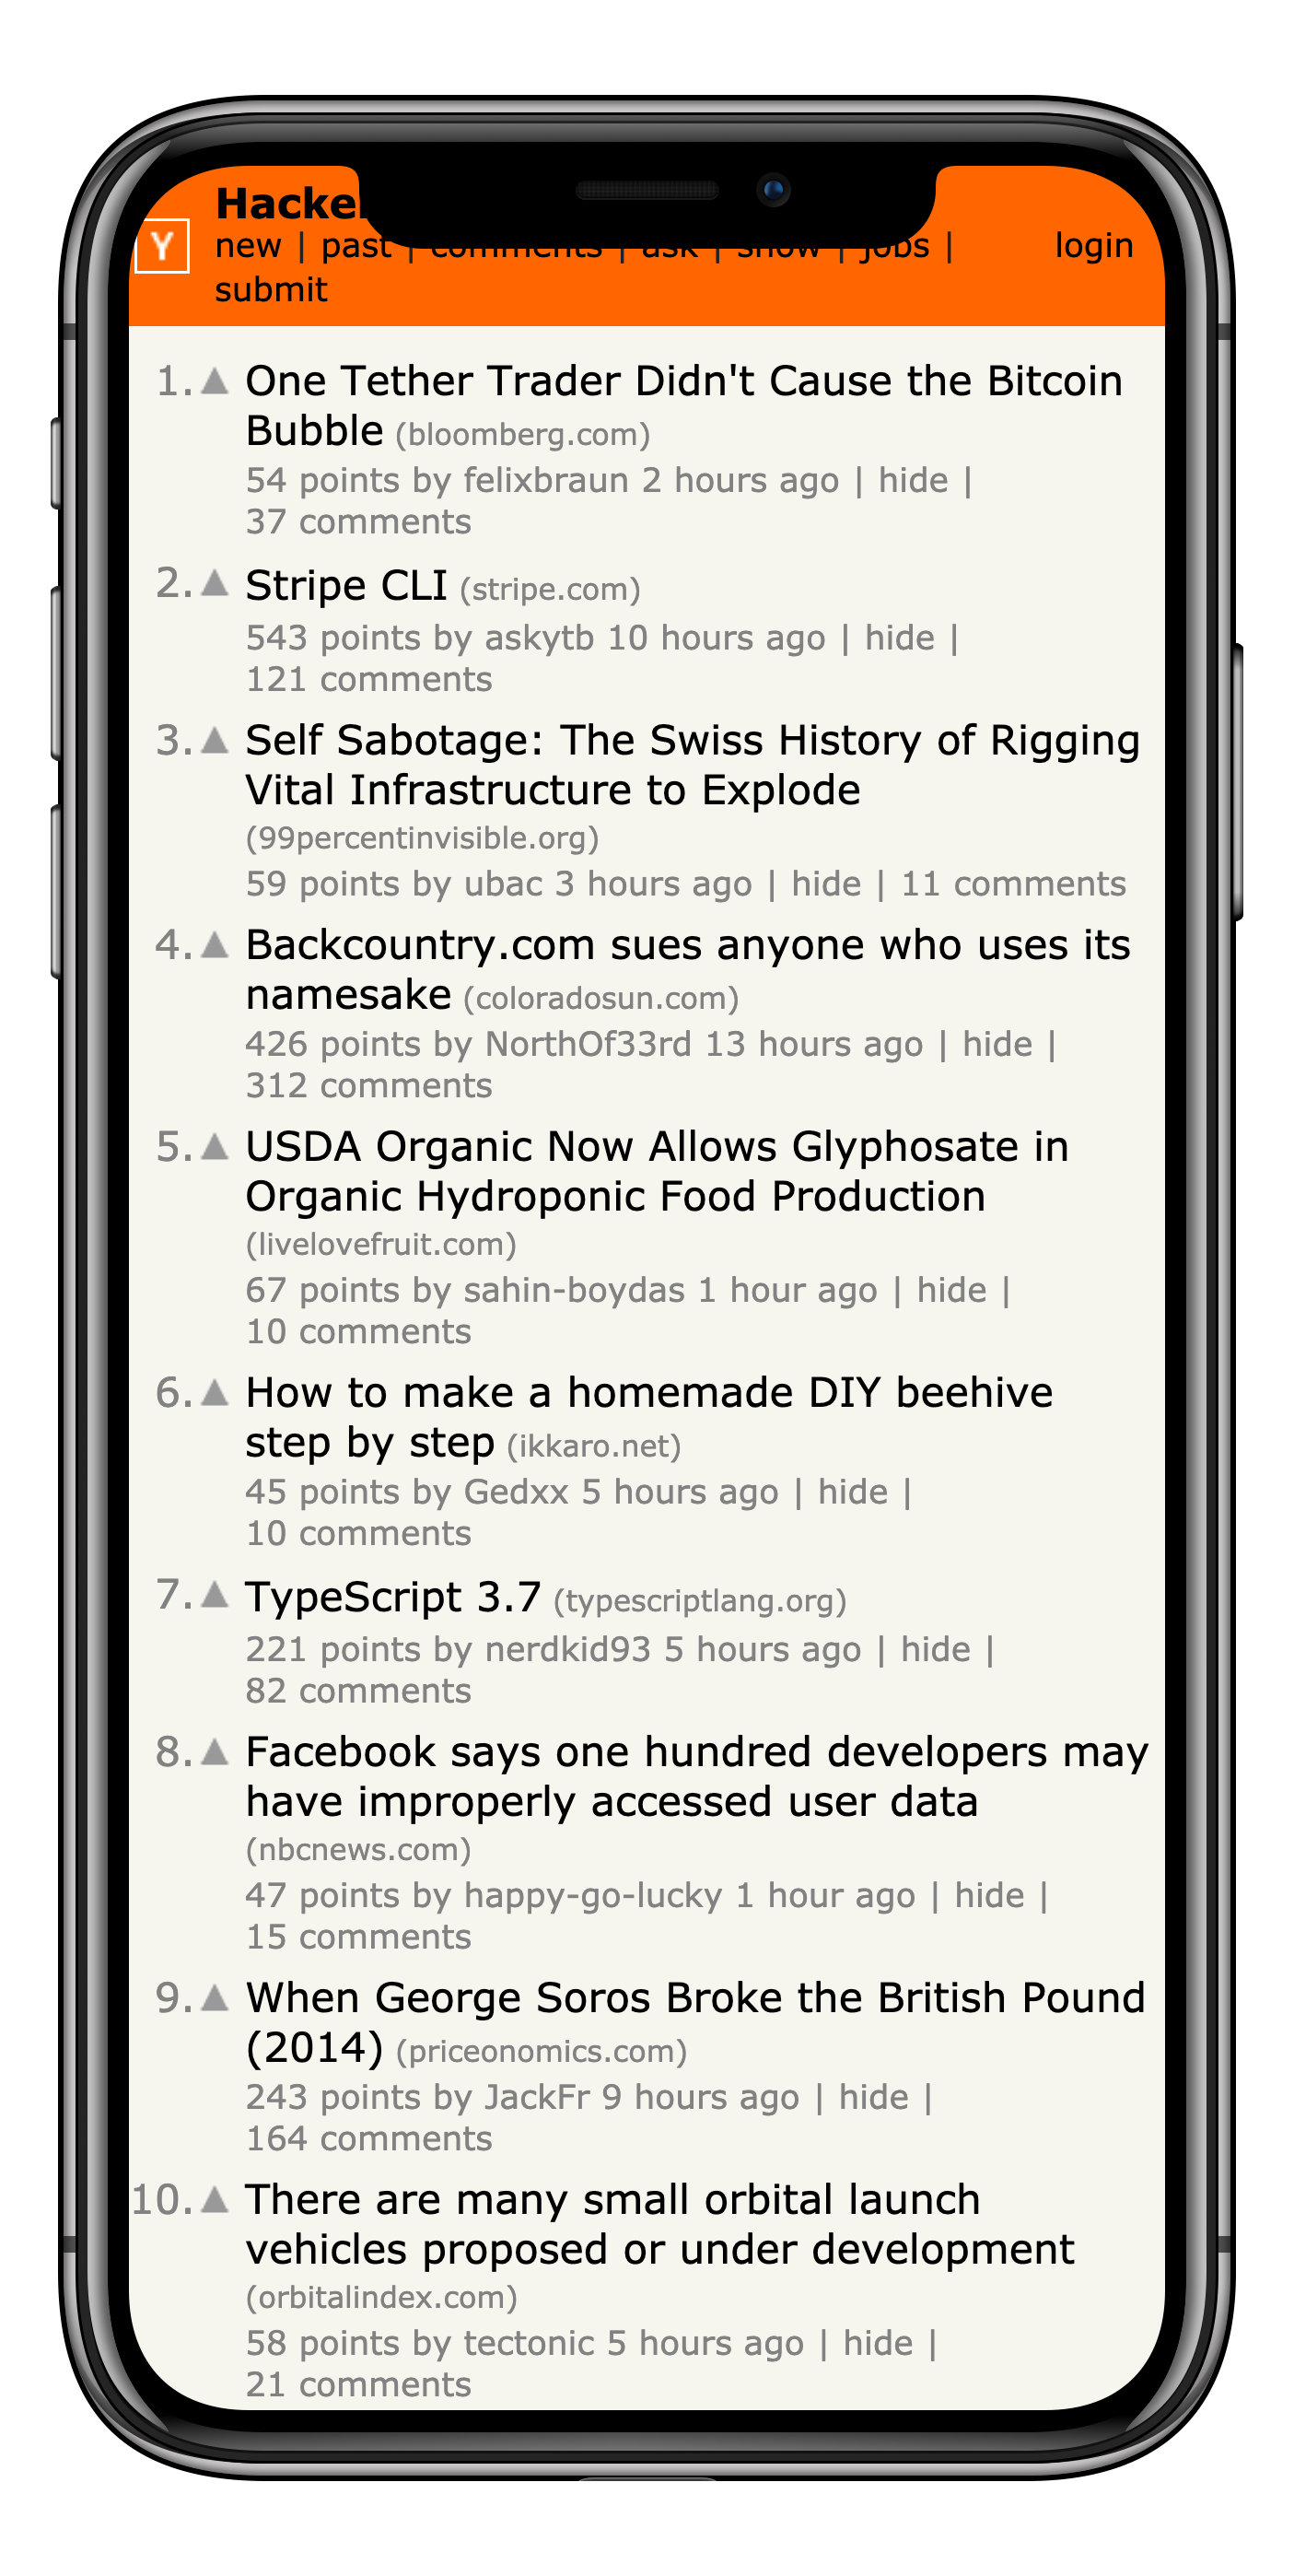 Hacke
Y
new | past | comments | ask | show | jobs | login
submit
1. ▲ One Tether Trader Didn't Cause the Bitcoin
Bubble (bloomberg.com)
54 points by felixbraun 2 hours ago | hide |
37 comments
2. ▲ Stripe CLI (stripe.com)
543 points by askytb 10 hours ago | hide |
121 comments
3. ▲ Self Sabotage: The Swiss History of Rigging
Vital Infrastructure to Explode
(99percentinvisible.org)
59 points by ubac 3 hours ago | hide | 11 comments
4. ▲ Backcountry.com sues anyone who uses its
namesake (coloradosun.com)
426 points by NorthOf33rd 13 hours ago | hide |
312 comments
5. ▲ USDA Organic Now Allows Glyphosate in
Organic Hydroponic Food Production
(livelovefruit.com)
67 points by sahin-boydas 1 hour ago | hide |
10 comments
6. ▲ How to make a homemade DIY beehive
step by step (ikkaro.net)
45 points by Gedxx 5 hours ago | hide |
10 comments
7. ▲ TypeScript 3.7 (typescriptlang.org)
221 points by nerdkid93 5 hours ago | hide |
82 comments
8. ▲ Facebook says one hundred developers may
have improperly accessed user data
(nbcnews.com)
47 points by happy-go-lucky 1 hour ago | hide |
15 comments
9. ▲ When George Soros Broke the British Pound
(2014) (priceonomics.com)
243 points by JackFr 9 hours ago | hide |
164 comments
10. ▲ There are many small orbital launch
vehicles proposed or under development
(orbitalindex.com)
58 points by tectonic 5 hours ago | hide |
21 comments